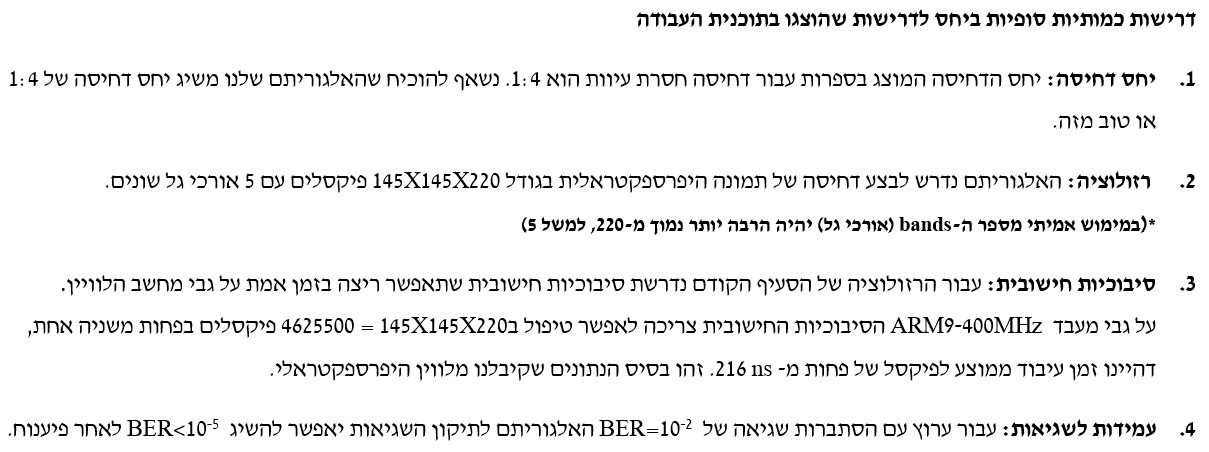 דרישות כמותיות סופיות ביחס לדרישות שהוצגו בתוכנית העבודה
1. יחס דחיסה: יחס הדחיסה המוצג בספרות עבור דחיסה חסרת עיוות הוא 1:4. נשאף להוכיח שהאלגוריתם שלנו משיג יחס דחיסה של 1:4
או טוב מזה.
2. רזולוציה: האלגוריתם נדרש לבצע דחיסה של תמונה היפרספקטראלית בגודל 145X145X220 פיקסלים עם 5 אורכי גל שונים.
*(במימוש אמיתי מספר ה-bands (אורכי גל) יהיה הרבה יותר נמוך מ-220, למשל 5)
3. סיבוכיות חישובית: עבור הרזולוציה של הסעיף הקודם נדרשת סיבוכיות חישובית שתאפשר ריצה בזמן אמת על גבי מחשב הלוויין.
על גבי מעבד ARM9-400MHz הסיבוכיות החישובית צריכה לאפשר טיפול ב145X145X220 = 4625500 פיקסלים בפחות משניה אחת,
דהיינו זמן עיבוד ממוצע לפיקסל של פחות מ- 216 ns. זהו בסיס הנתונים שקיבלנו מלווין היפרספקטראלי.
4. עמידות לשגיאות: עבור ערוץ עם הסתברות שגיאה של BER=10⁻² האלגוריתם לתיקון השגיאות יאפשר להשיג BER<10⁻⁵ לאחר פיענוח.